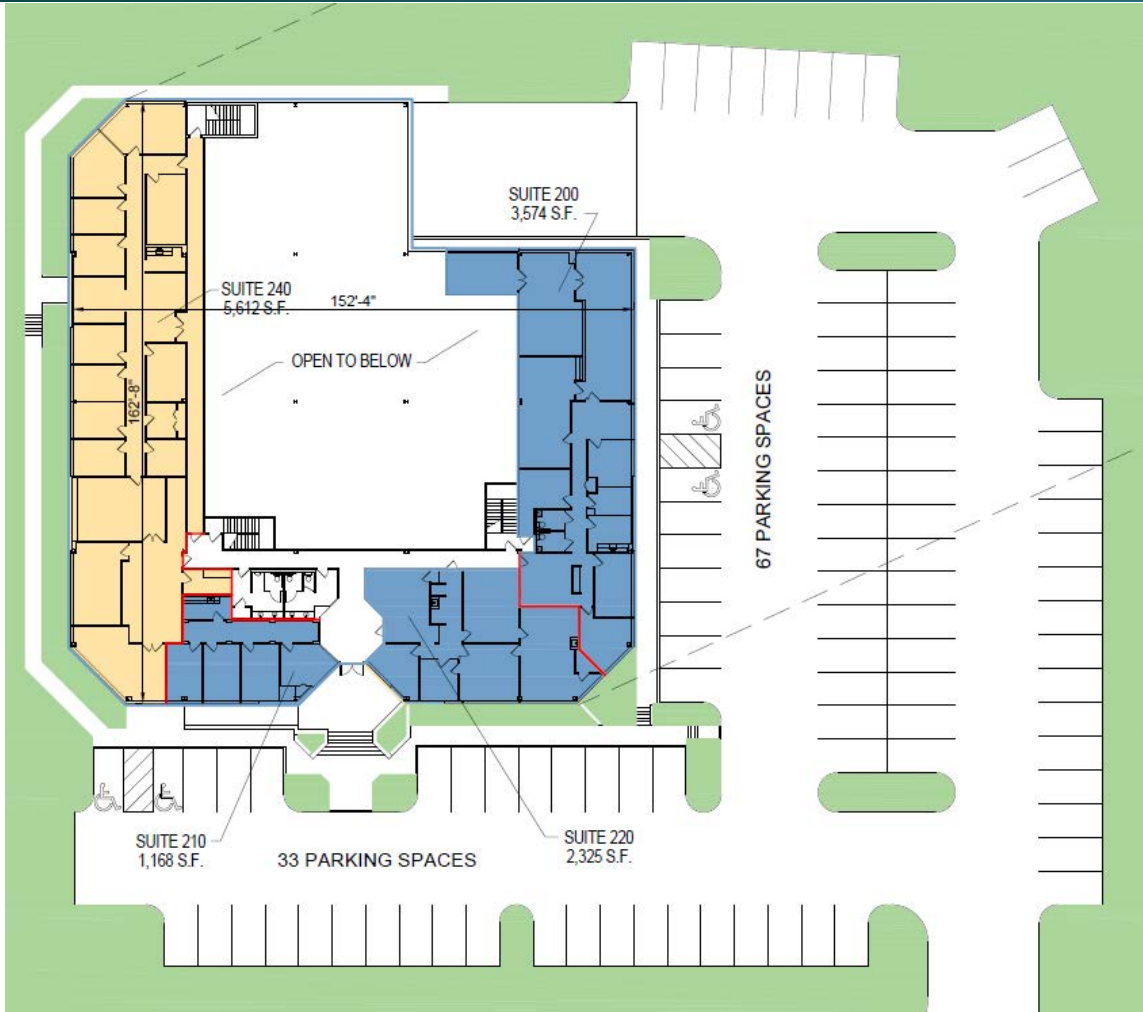 SUITE 200
3,574 S.F.
SUITE 240
5,612 S.F.
152'-4"
OPEN TO BELOW
162'-8"
67 PARKING SPACES
SUITE 210
1,168 S.F.
33 PARKING SPACES
SUITE 220
2,325 S.F.